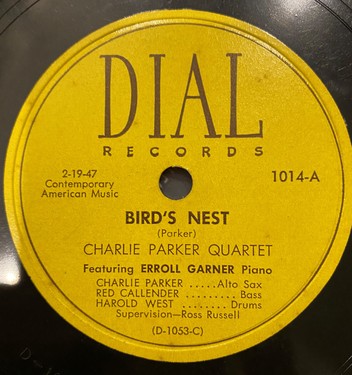 DIAL
RECORDS
2-19-47
Contemporary
American Music
1014-A
BIRD'S NEST
(Parker)
CHARLIE PARKER QUARTET
Featuring ERROLL GARNER Piano
CHARLIE PARKER .....Alto Sax
RED CALLENDER ......... Bass
HAROLD WEST ........Drums
Supervision—Ross Russell
(D-1053-C)